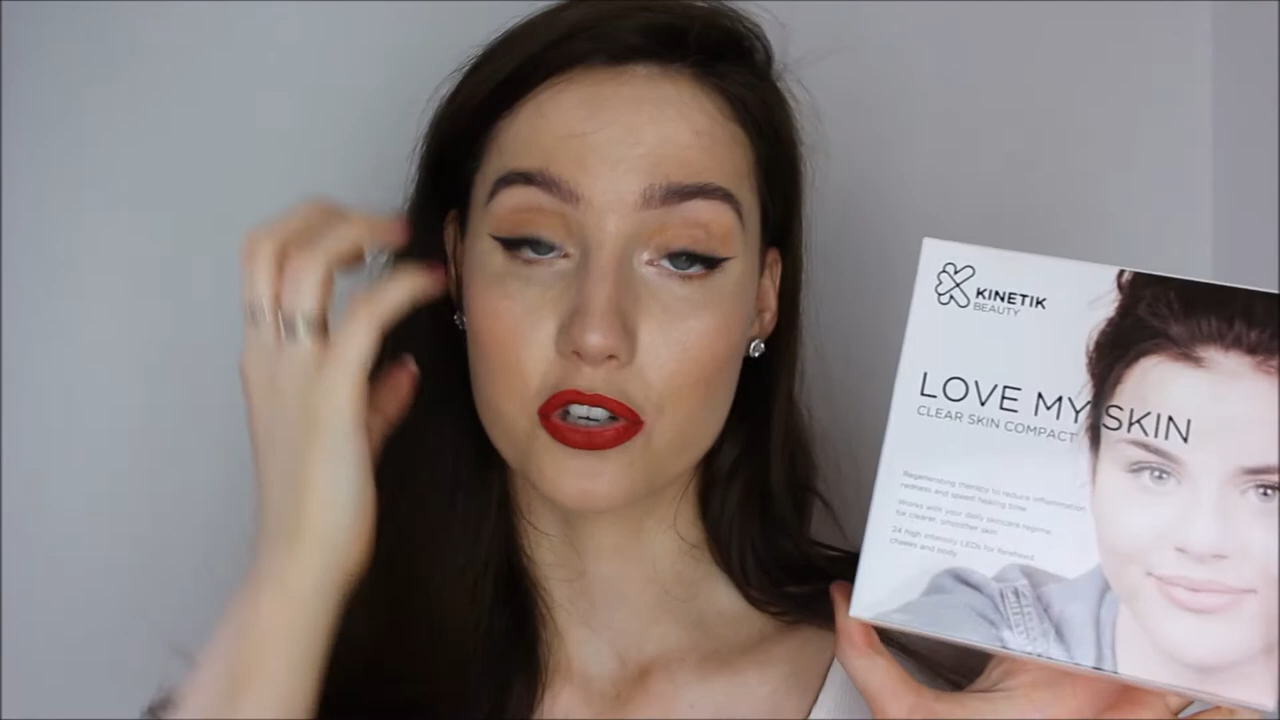 KINETIK
BEAUTY
LOVE MY SKIN
CLEAR SKIN COMPACT
Regenerating therapy to reduce inflammation,
redness and speed healing time
Works with your daily skincare regime
for clearer, smoother skin
24 high intensity LEDs for forehead,
cheeks and body